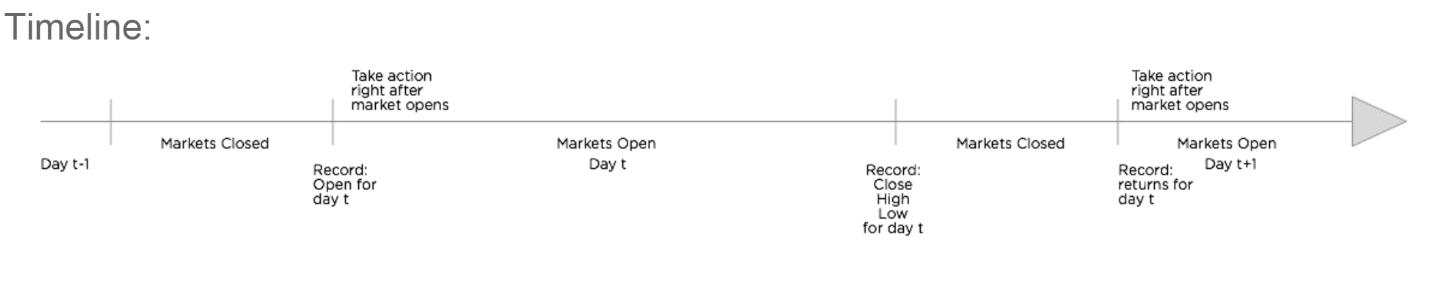 Timeline:
Take action
right after
market opens
Take action
right after
market opens
Markets Closed
Markets Open
Markets Closed
Markets Open
Day t-1
Day t
Day t+1
Record:
Open for
day t
Record:
Close
High
Low
for day t
Record:
returns for
day t